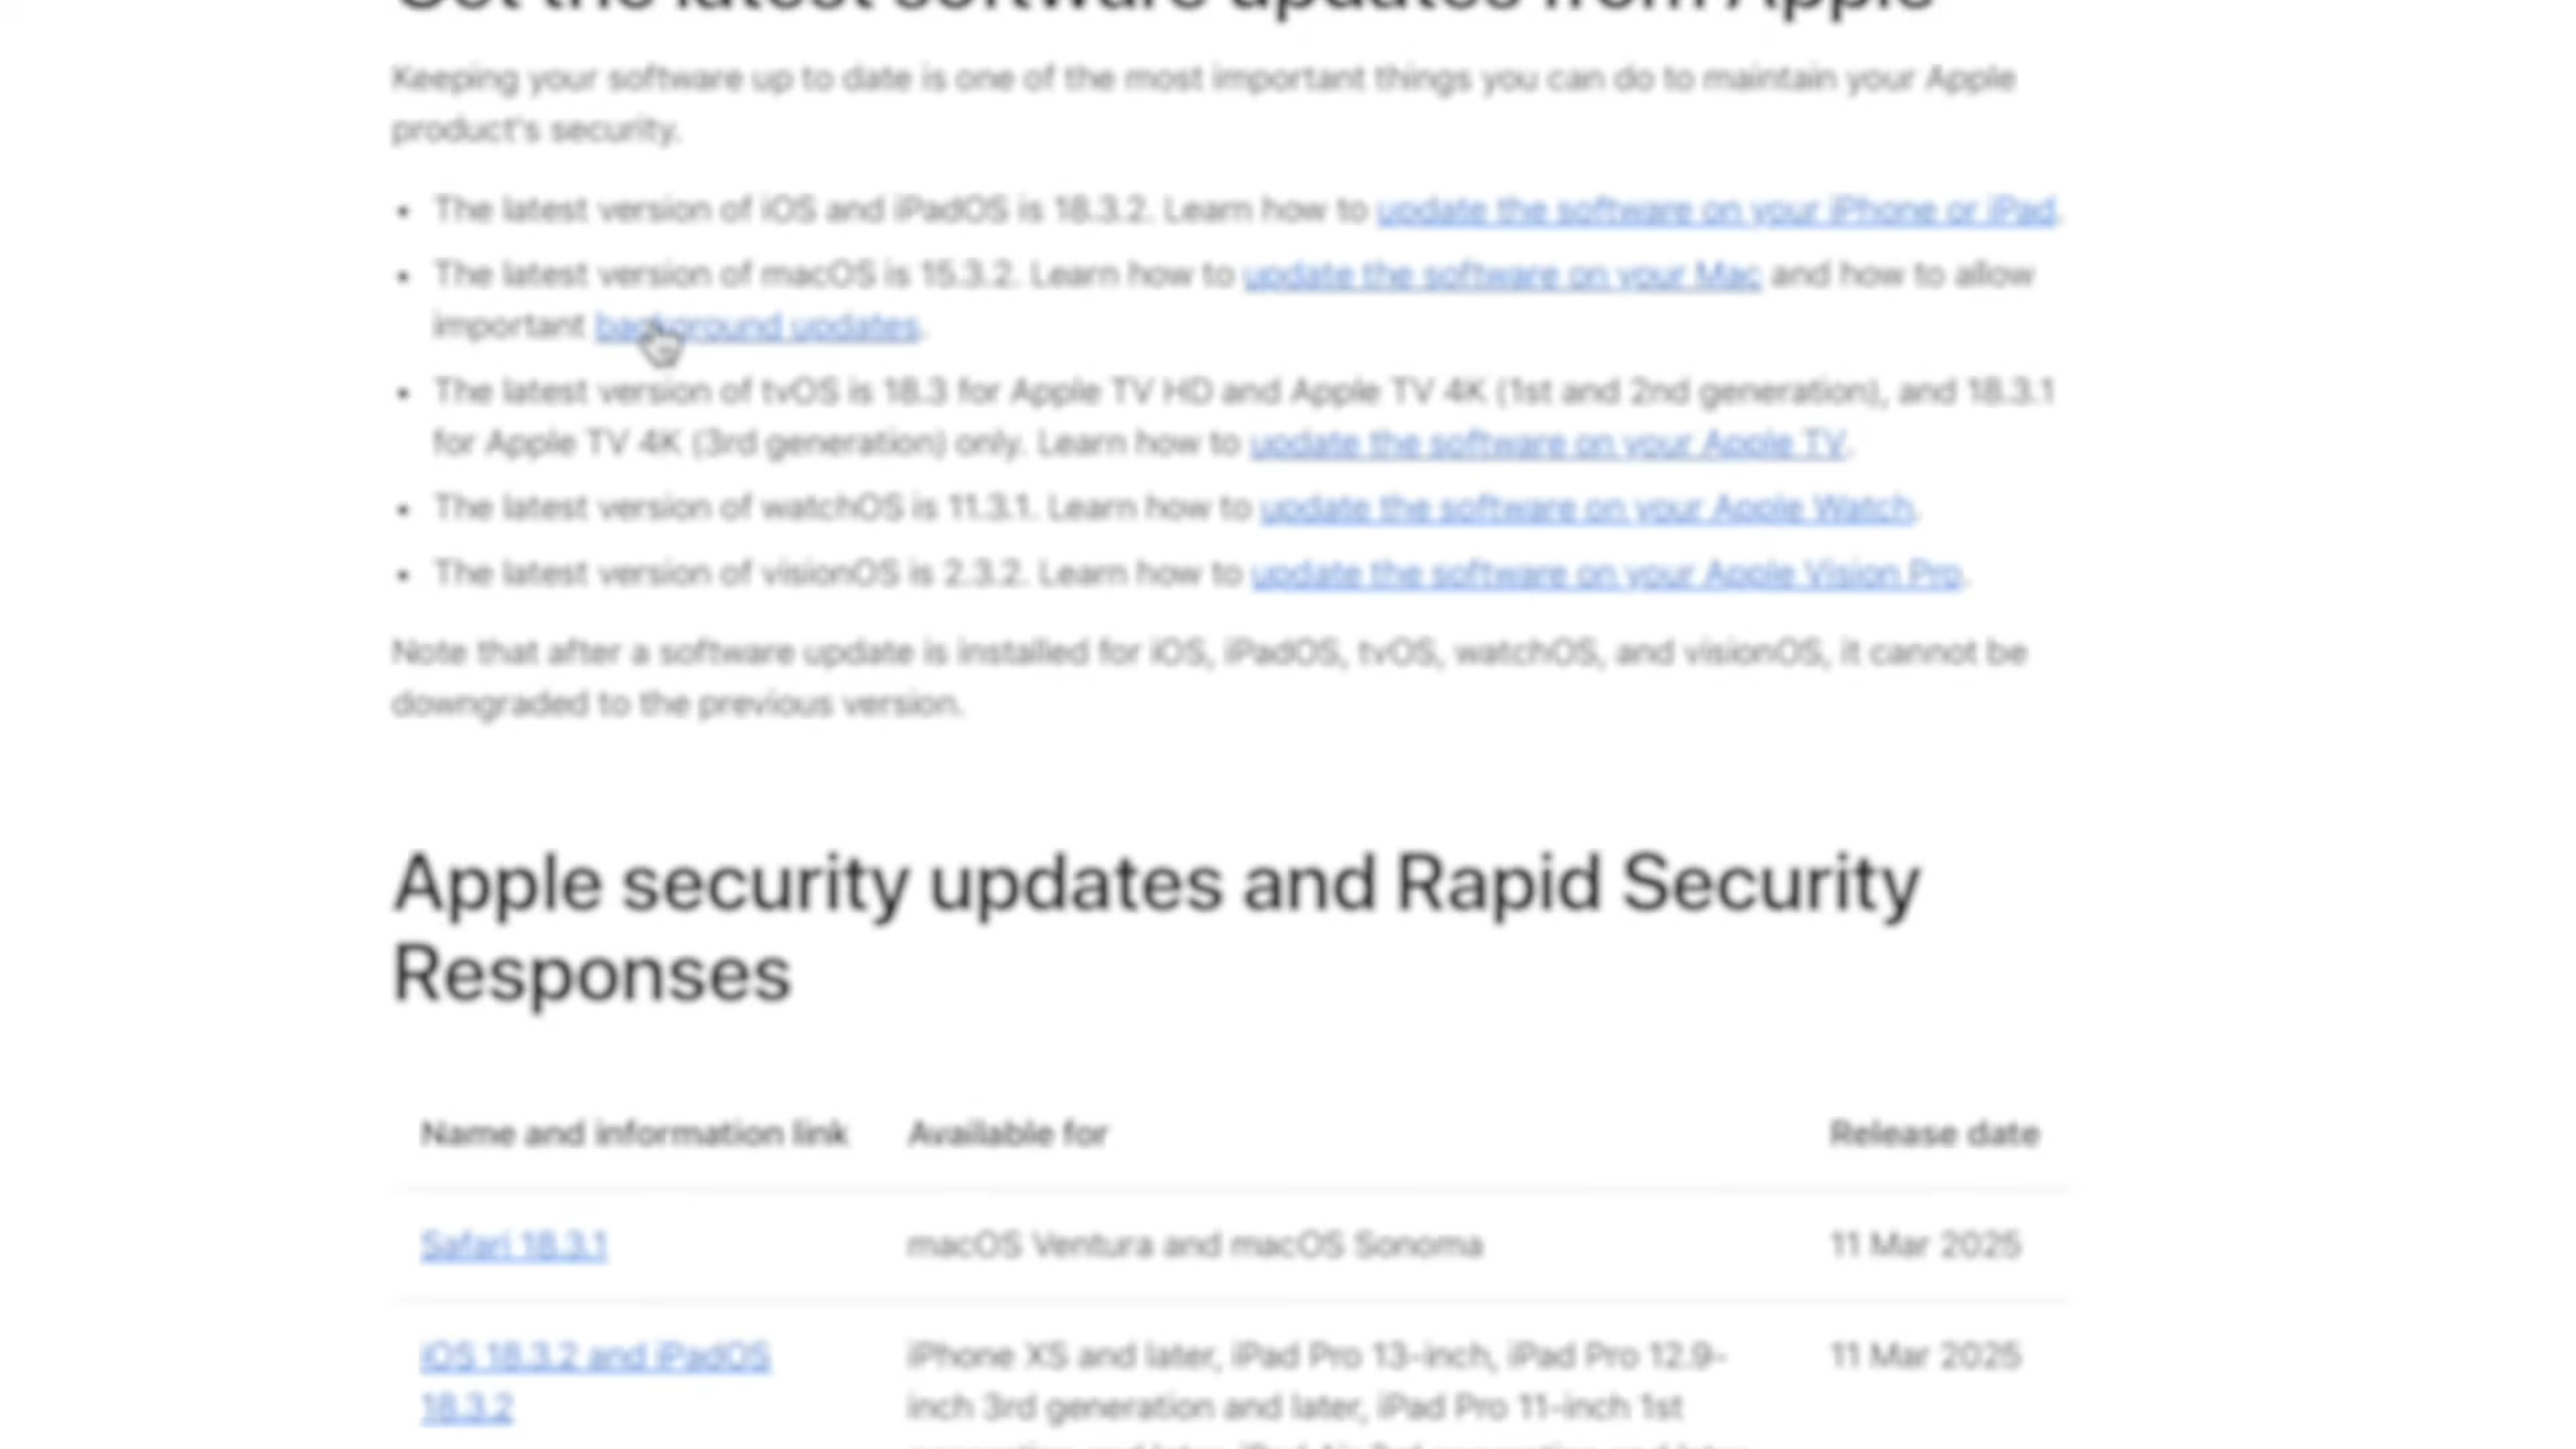 Get the latest software updates from Apple
Keeping your software up to date is one of the most important things you can do to maintain your Apple
product's security.
• The latest version of iOS and iPadOS is 18.3.2. Learn how to update the software on your iPhone or iPad.
• The latest version of macOS is 15.3.2. Learn how to update the software on your Mac and how to allow
important background updates.
• The latest version of tvOS is 18.3 for Apple TV HD and Apple TV 4K (1st and 2nd generation), and 18.3.1
for Apple TV 4K (3rd generation) only. Learn how to update the software on your Apple TV.
• The latest version of watchOS is 11.3.1. Learn how to update the software on your Apple Watch.
• The latest version of visionOS is 2.3.2. Learn how to update the software on your Apple Vision Pro.
Note that after a software update is installed for iOS, iPadOS, tvOS, watchOS, and visionOS, it cannot be
downgraded to the previous version.
Apple security updates and Rapid Security
Responses
Name and information link Available for Release date
Safari 18.3.1 macOS Ventura and macOS Sonoma 11 Mar 2025
iOS 18.3.2 and iPadOS iPhone XS and later, iPad Pro 13-inch, iPad Pro 12.9- 11 Mar 2025
18.3.2 inch 3rd generation and later, iPad Pro 11-inch 1st